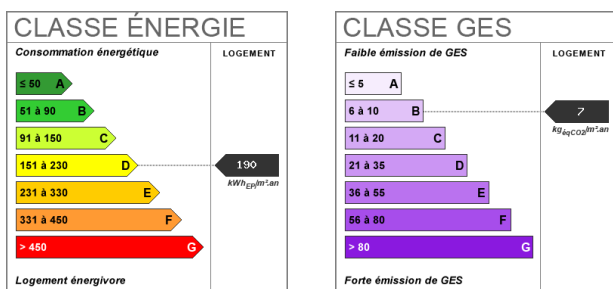 CLASSE ÉNERGIE
Consommation énergétique
LOGEMENT
≤ 50 A
51 à 90 B
91 à 150 C
151 à 230 D
190
kWhEP/m².an
231 à 330 E
331 à 450 F
> 450 G
Logement énergivore
CLASSE GES
Faible émission de GES
LOGEMENT
≤ 5 A
6 à 10 B
7
kgéqCO2/m².an
11 à 20 C
21 à 35 D
36 à 55 E
56 à 80 F
> 80 G
Forte émission de GES